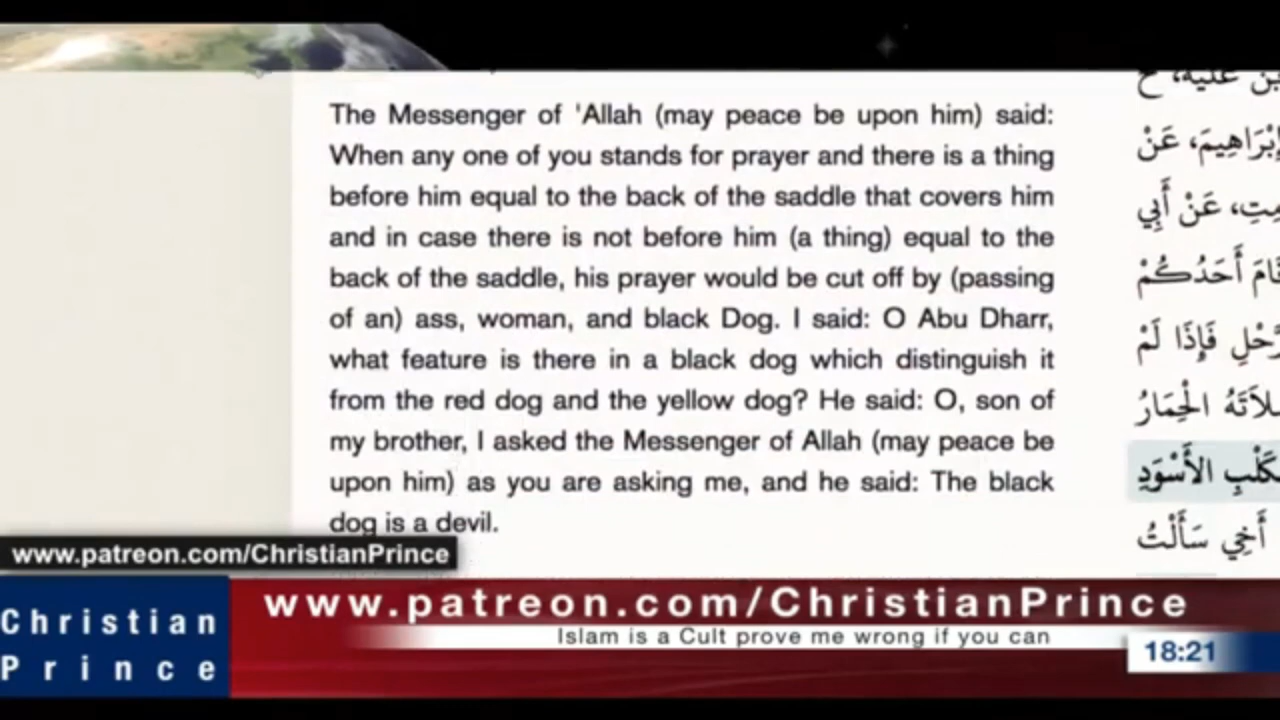 The Messenger of 'Allah (may peace be upon him) said:
When any one of you stands for prayer and there is a thing
before him equal to the back of the saddle that covers him
and in case there is not before him (a thing) equal to the
back of the saddle, his prayer would be cut off by (passing
of an) ass, woman, and black Dog. I said: O Abu Dharr,
what feature is there in a black dog which distinguish it
from the red dog and the yellow dog? He said: O, son of
my brother, I asked the Messenger of Allah (may peace be
upon him) as you are asking me, and he said: The black
dog is a devil.
إِبْرَاهِيمَ، عَنْ
عَنْ أَبِي
أَحَدُكُمْ
فَإِذَا لَمْ
الْحِمَارُ
الأَسْوَدِ
أَخِي سَأَلْتُ
www.patreon.com/ChristianPrince
Christian
Prince
www.patreon.com/ChristianPrince
Islam is a Cult prove me wrong if you can
18:21